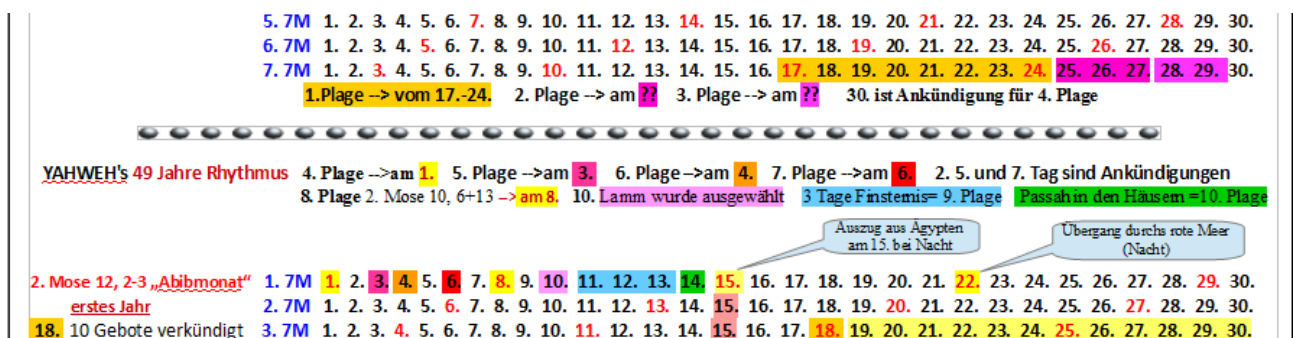 5. 7M 1. 2. 3. 4. 5. 6. 7. 8. 9. 10. 11. 12. 13. 14. 15. 16. 17. 18. 19. 20. 21. 22. 23. 24. 25. 26. 27. 28. 29. 30.
6. 7M 1. 2. 3. 4. 5. 6. 7. 8. 9. 10. 11. 12. 13. 14. 15. 16. 17. 18. 19. 20. 21. 22. 23. 24. 25. 26. 27. 28. 29. 30.
7. 7M 1. 2. 3. 4. 5. 6. 7. 8. 9. 10. 11. 12. 13. 14. 15. 16. 17. 18. 19. 20. 21. 22. 23. 24. 25. 26. 27. 28. 29. 30.
1.Plage --> vom 17.-24. 2. Plage --> am ?? 3. Plage --> am ?? 30. ist Ankündigung für 4. Plage
YAHWEH's 49 Jahre Rhythmus 4. Plage -->am 1. 5. Plage -->am 3. 6. Plage -->am 4. 7. Plage -->am 6. 2. 5. und 7. Tag sind Ankündigungen
8. Plage 2. Mose 10, 6+13 --> am 8. 10. Lamm wurde ausgewählt 3 Tage Finsternis= 9. Plage Passah in den Häusern =10. Plage
Auszug aus Ägypten
am 15. bei Nacht
Übergang durchs rote Meer
(Nacht)
2. Mose 12, 2-3 „Abibmonat“ 1. 7M 1. 2. 3. 4. 5. 6. 7. 8. 9. 10. 11. 12. 13. 14. 15. 16. 17. 18. 19. 20. 21. 22. 23. 24. 25. 26. 27. 28. 29. 30.
erstes Jahr 2. 7M 1. 2. 3. 4. 5. 6. 7. 8. 9. 10. 11. 12. 13. 14. 15. 16. 17. 18. 19. 20. 21. 22. 23. 24. 25. 26. 27. 28. 29. 30.
18. 10 Gebote verkündigt 3. 7M 1. 2. 3. 4. 5. 6. 7. 8. 9. 10. 11. 12. 13. 14. 15. 16. 17. 18. 19. 20. 21. 22. 23. 24. 25. 26. 27. 28. 29. 30.